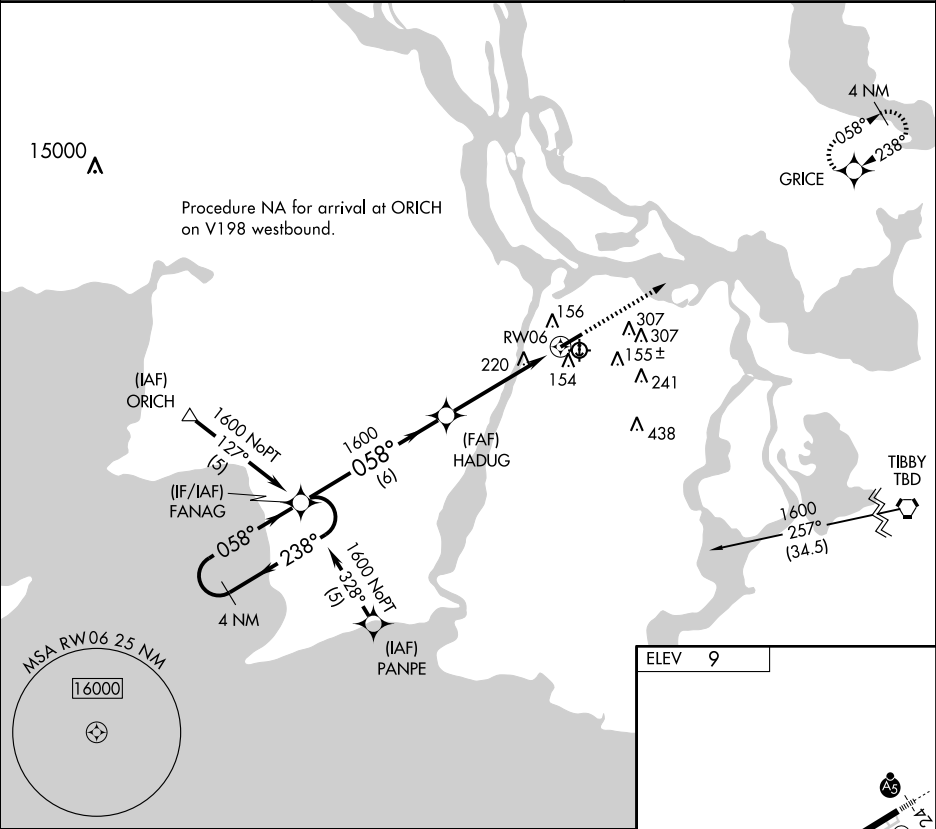 4 NM
058°
238°
GRICE
15000
Procedure NA for arrival at ORICH
on V198 westbound.
156
RW06
307
307
220
155±
154
241
438
(IAF)
ORICH
1600 NoPT
127°
(5)
1600
058°
(6)
(FAF)
HADUG
(IF/IAF)
FANAG
TIBBY
TBD
1600
257°
(34.5)
058°
238°
1600 NoPT
328°
(5)
4 NM
(IAF)
PANPE
MSA RW06 25 NM
16000
ELEV 9
A5
24